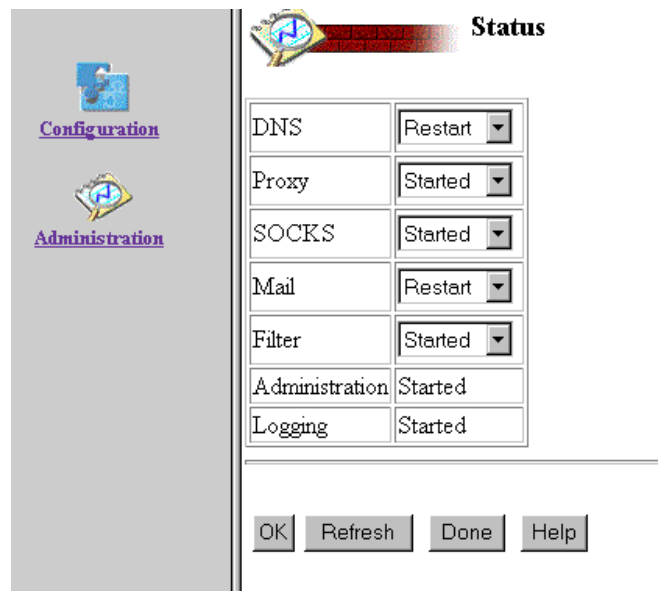 Status
Configuration
Administration
DNS Restart
Proxy Started
SOCKS Started
Mail Restart
Filter Started
Administration Started
Logging Started
OK Refresh Done Help